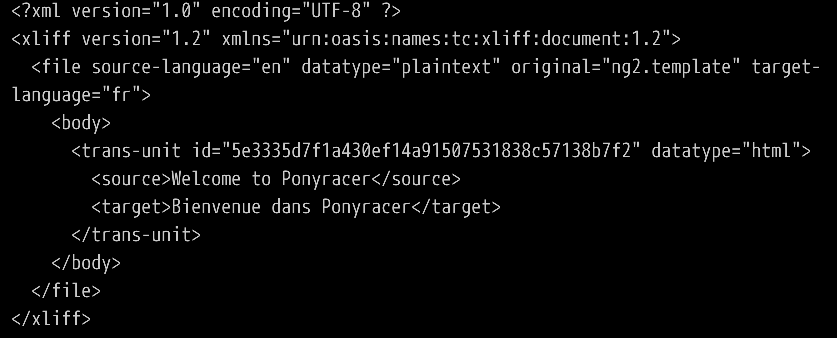 <?xml version="1.0" encoding="UTF-8" ?>
<xliff version="1.2" xmlns="urn:oasis:names:tc:xliff:document:1.2">
  <file source-language="en" datatype="plaintext" original="ng2.template" target-
language="fr">
    <body>
      <trans-unit id="5e3335d7f1a430ef14a91507531838c57138b7f2" datatype="html">
        <source>Welcome to Ponyracer</source>
        <target>Bienvenue dans Ponyracer</target>
      </trans-unit>
    </body>
  </file>
</xliff>